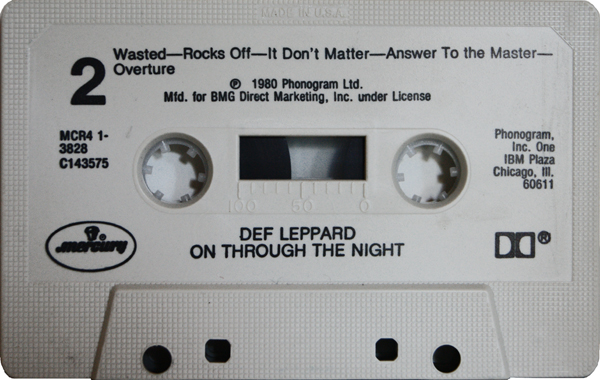 MADE IN U.S.A.
2
Wasted—Rocks Off—It Don't Matter—Answer To the Master—
Overture
℗ 1980 Phonogram Ltd.
Mfd. for BMG Direct Marketing, Inc. under License
MCR4 1-
3828
C143575
Phonogram,
Inc. One
IBM Plaza
Chicago, Ill.
60611
100 50 0
DEF LEPPARD
ON THROUGH THE NIGHT
mercury
®